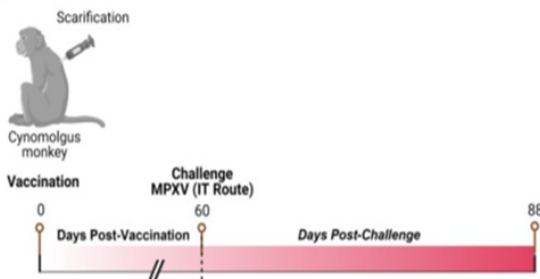 Scarification
Cynomolgus
monkey
Vaccination
Challenge
MPXV (IT Route)
0
60
88
Days Post-Vaccination
Days Post-Challenge